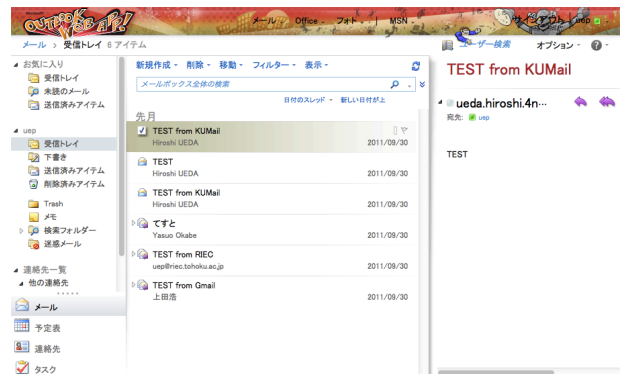 Microsoft
OUTLOOK WEB APP!
メール Office フォト MSN サインアウト uep
メール > 受信トレイ 6 アイテム
ユーザー検索 オプション ?
お気に入り
受信トレイ
未読のメール
送信済みアイテム
uep
受信トレイ
下書き
送信済みアイテム
削除済みアイテム
Trash
メモ
検索フォルダー
迷惑メール
連絡先一覧
他の連絡先
メール
予定表
連絡先
タスク
新規作成 削除 移動 フィルター 表示
メールボックス全体の検索
日付のスレッド 新しい日付が上
先月
TEST from KUMail
Hiroshi UEDA 2011/09/30
TEST
Hiroshi UEDA 2011/09/30
TEST from KUMail
Hiroshi UEDA 2011/09/30
てすと
Yasuo Okabe 2011/09/30
TEST from RIEC
uep@riec.tohoku.ac.jp 2011/09/30
TEST from Gmail
上田浩 2011/09/30
TEST from KUMail
ueda.hiroshi.4n…
宛先: uep
TEST